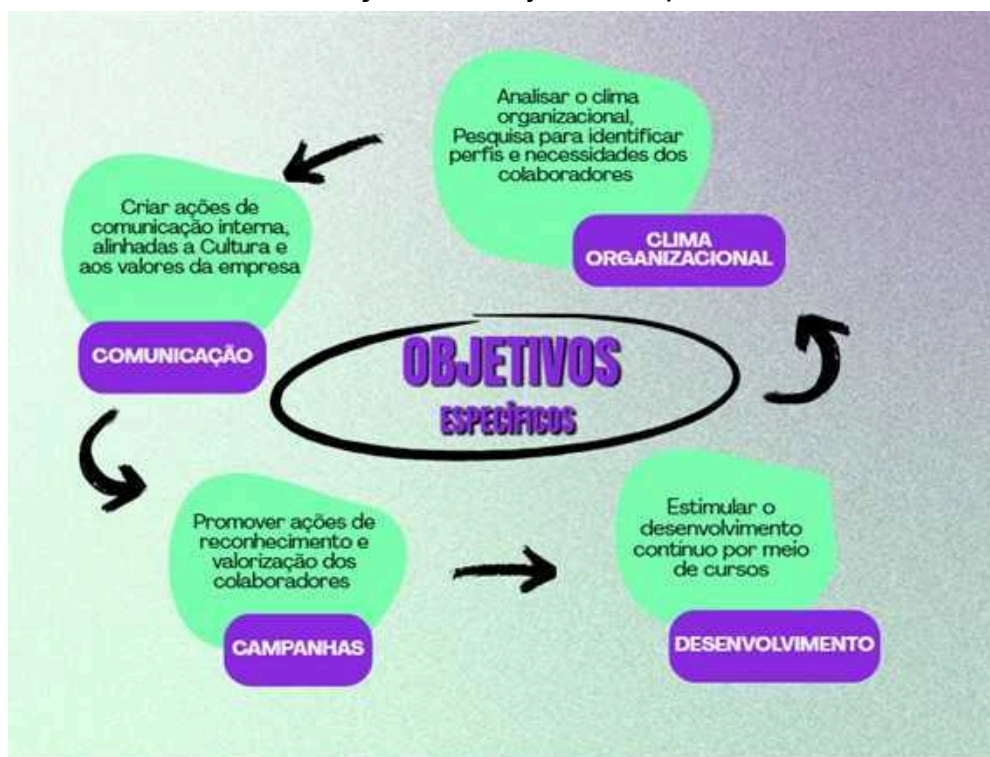 Analisar o clima
organizacional,
Pesquisa para identificar
perfis e necessidades dos
colaboradores
CLIMA
ORGANIZACIONAL
Criar ações de
comunicação interna,
alinhadas a Cultura e
aos valores da empresa
COMUNICAÇÃO
OBJETIVOS
ESPECÍFICOS
Promover ações de
reconhecimento e
valorização dos
colaboradores
CAMPANHAS
Estimular o
desenvolvimento
contínuo por meio
de cursos
DESENVOLVIMENTO